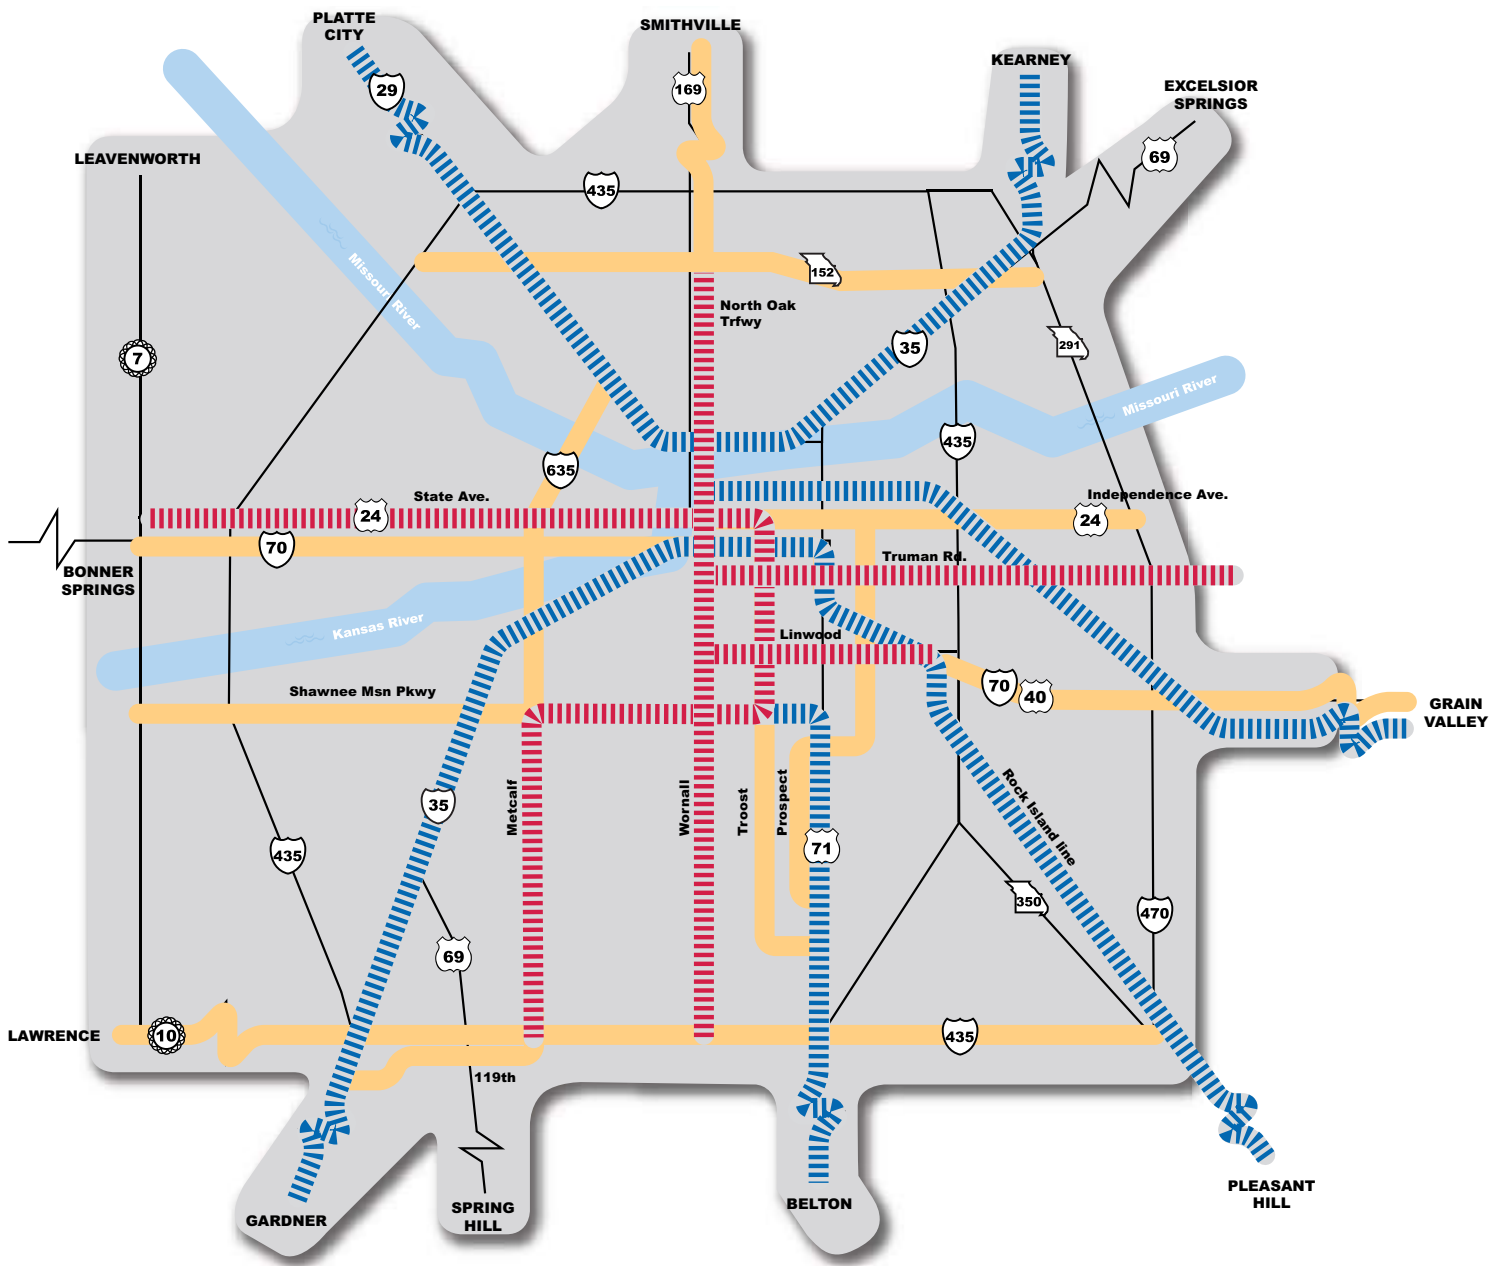 PLATTE
CITY
SMITHVILLE
KEARNEY
EXCELSIOR
SPRINGS
29
169
69
LEAVENWORTH
435
Missouri River
152
North Oak
Trfwy
7
35
291
Missouri River
435
635
State Ave.
24
Independence Ave.
24
70
Truman Rd.
BONNER
SPRINGS
Kansas River
Linwood
Shawnee Msn Pkwy
70
40
GRAIN
VALLEY
Metcalf
Wornall
Troost
Prospect
Rock Island line
35
71
435
350
470
69
LAWRENCE
10
435
119th
PLEASANT
HILL
BELTON
SPRING
HILL
GARDNER